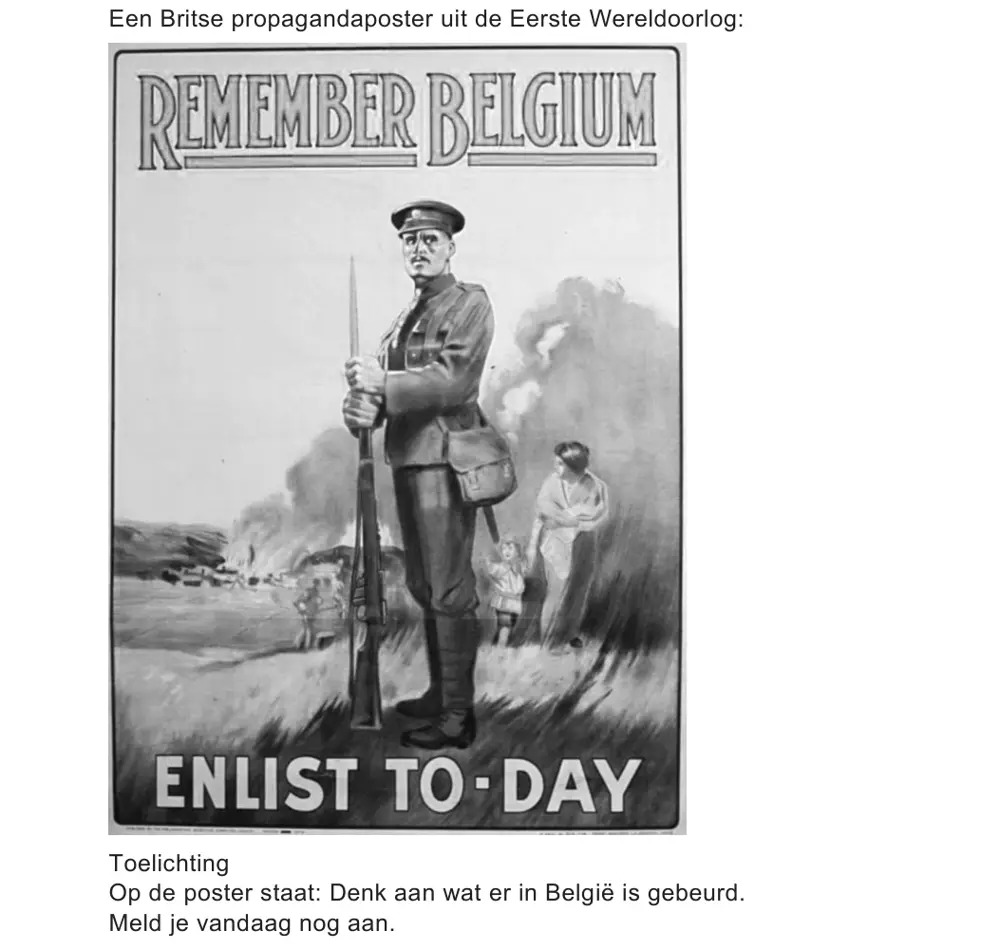 Een Britse propagandaposter uit de Eerste Wereldoorlog:
REMEMBER BELGIUM
ENLIST TO-DAY
Toelichting
Op de poster staat: Denk aan wat er in België is gebeurd.
Meld je vandaag nog aan.